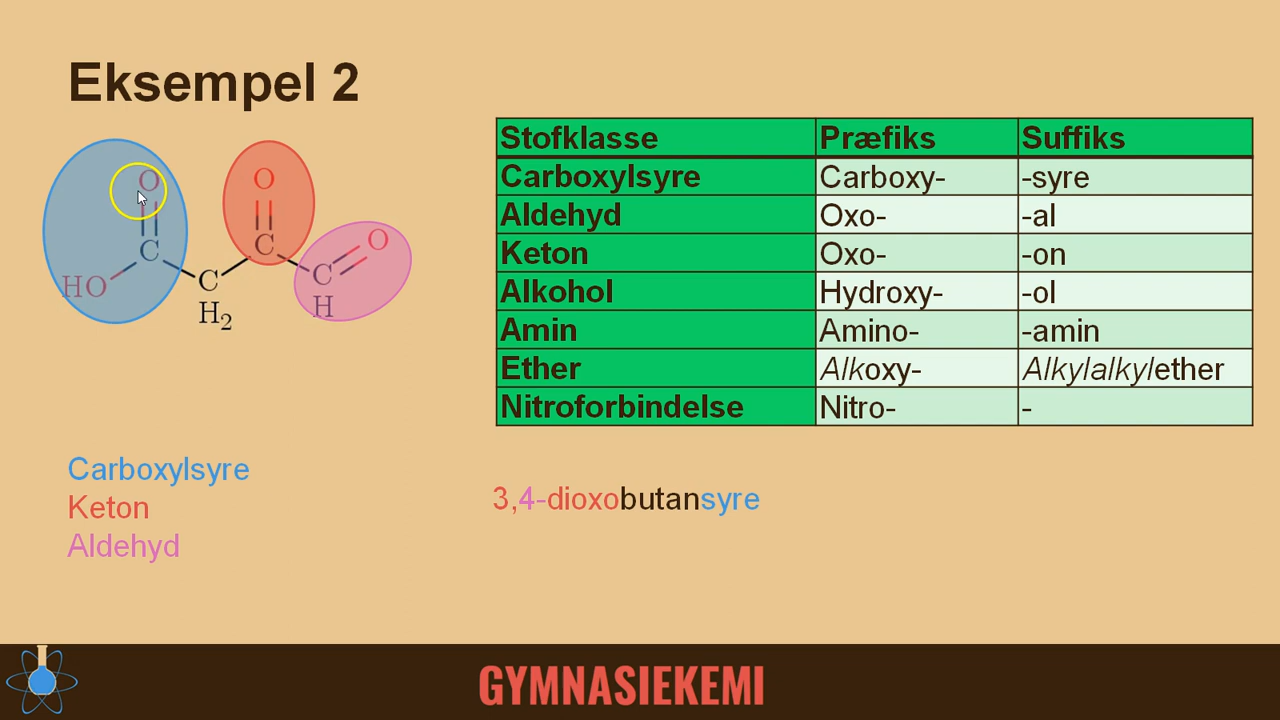 Eksempel 2
O
O
O
C
C
C
C
HO
H
H2
Stofklasse Præfiks Suffiks
Carboxylsyre Carboxy- -syre
Aldehyd Oxo- -al
Keton Oxo- -on
Alkohol Hydroxy- -ol
Amin Amino- -amin
Ether Alkoxy- Alkylalkylether
Nitroforbindelse Nitro- -
Carboxylsyre
Keton
Aldehyd
3,4-dioxobutansyre
GYMNASIEKEMI